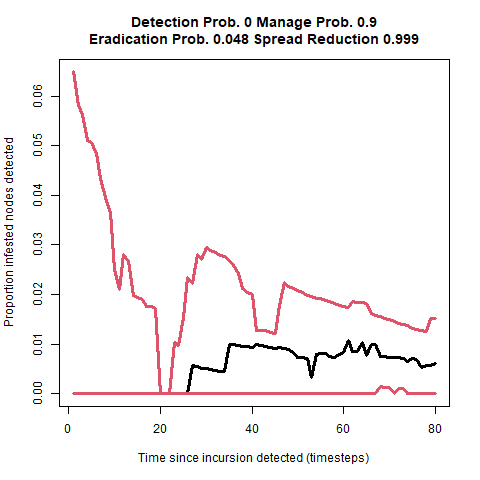 Detection Prob. 0 Manage Prob. 0.9
Eradication Prob. 0.048 Spread Reduction 0.999
Proportion infested nodes detected
0.06
0.05
0.04
0.03
0.02
0.01
0.00
0 20 40 60 80
Time since incursion detected (timesteps)